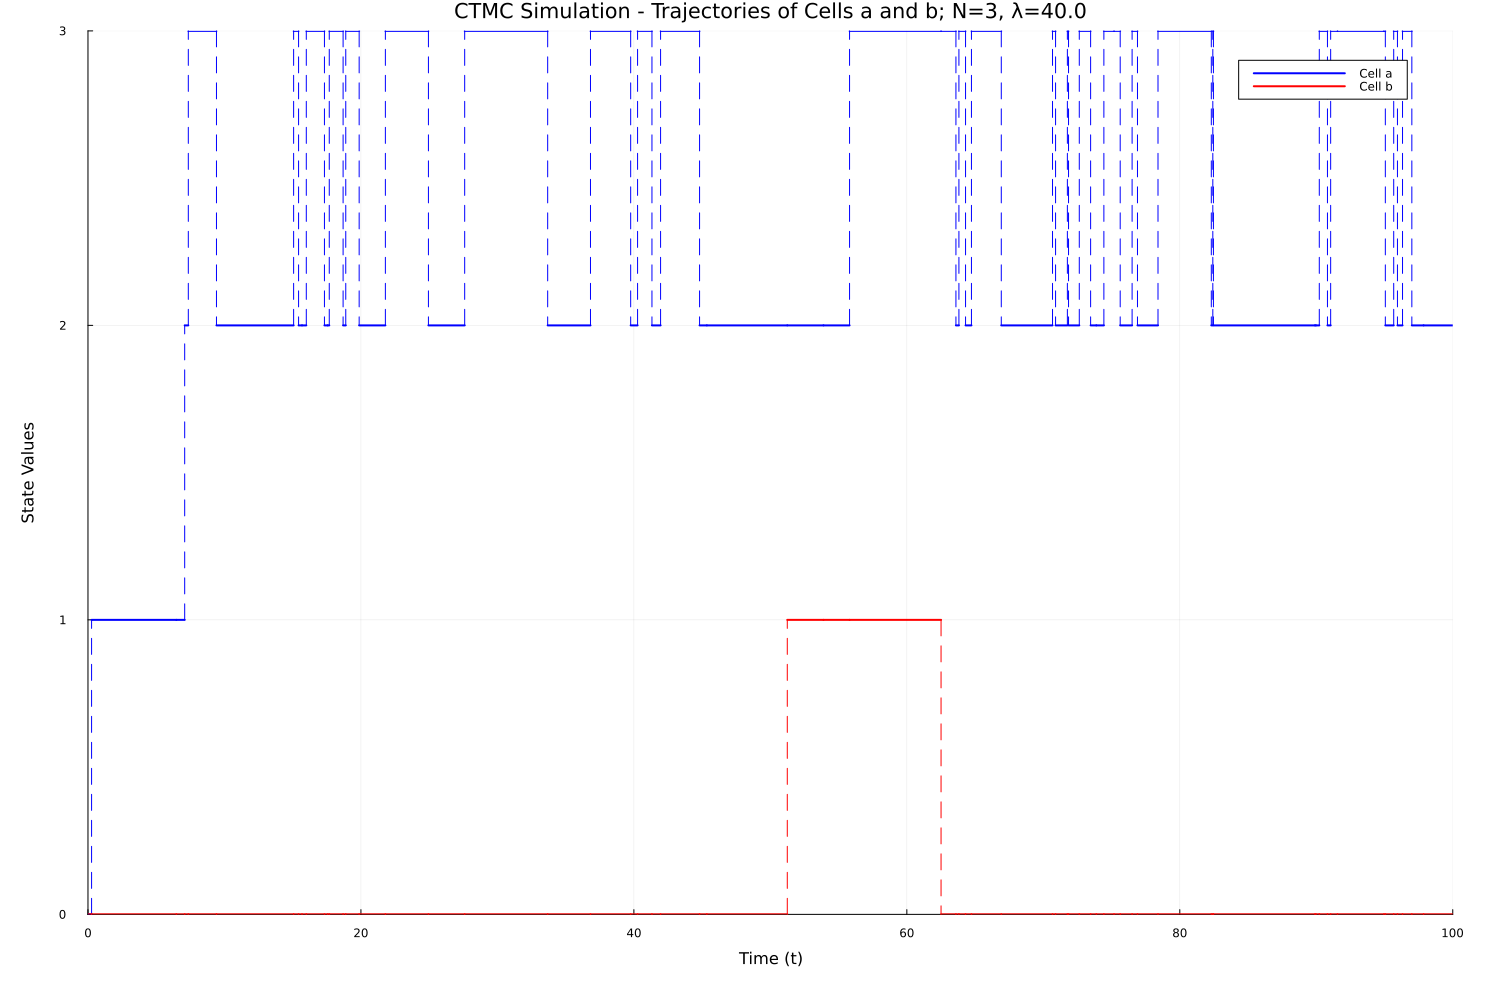 CTMC Simulation - Trajectories of Cells a and b; N=3, λ=40.0
3
Cell a
Cell b
2
State Values
1
0
0 20 40 60 80 100
Time (t)